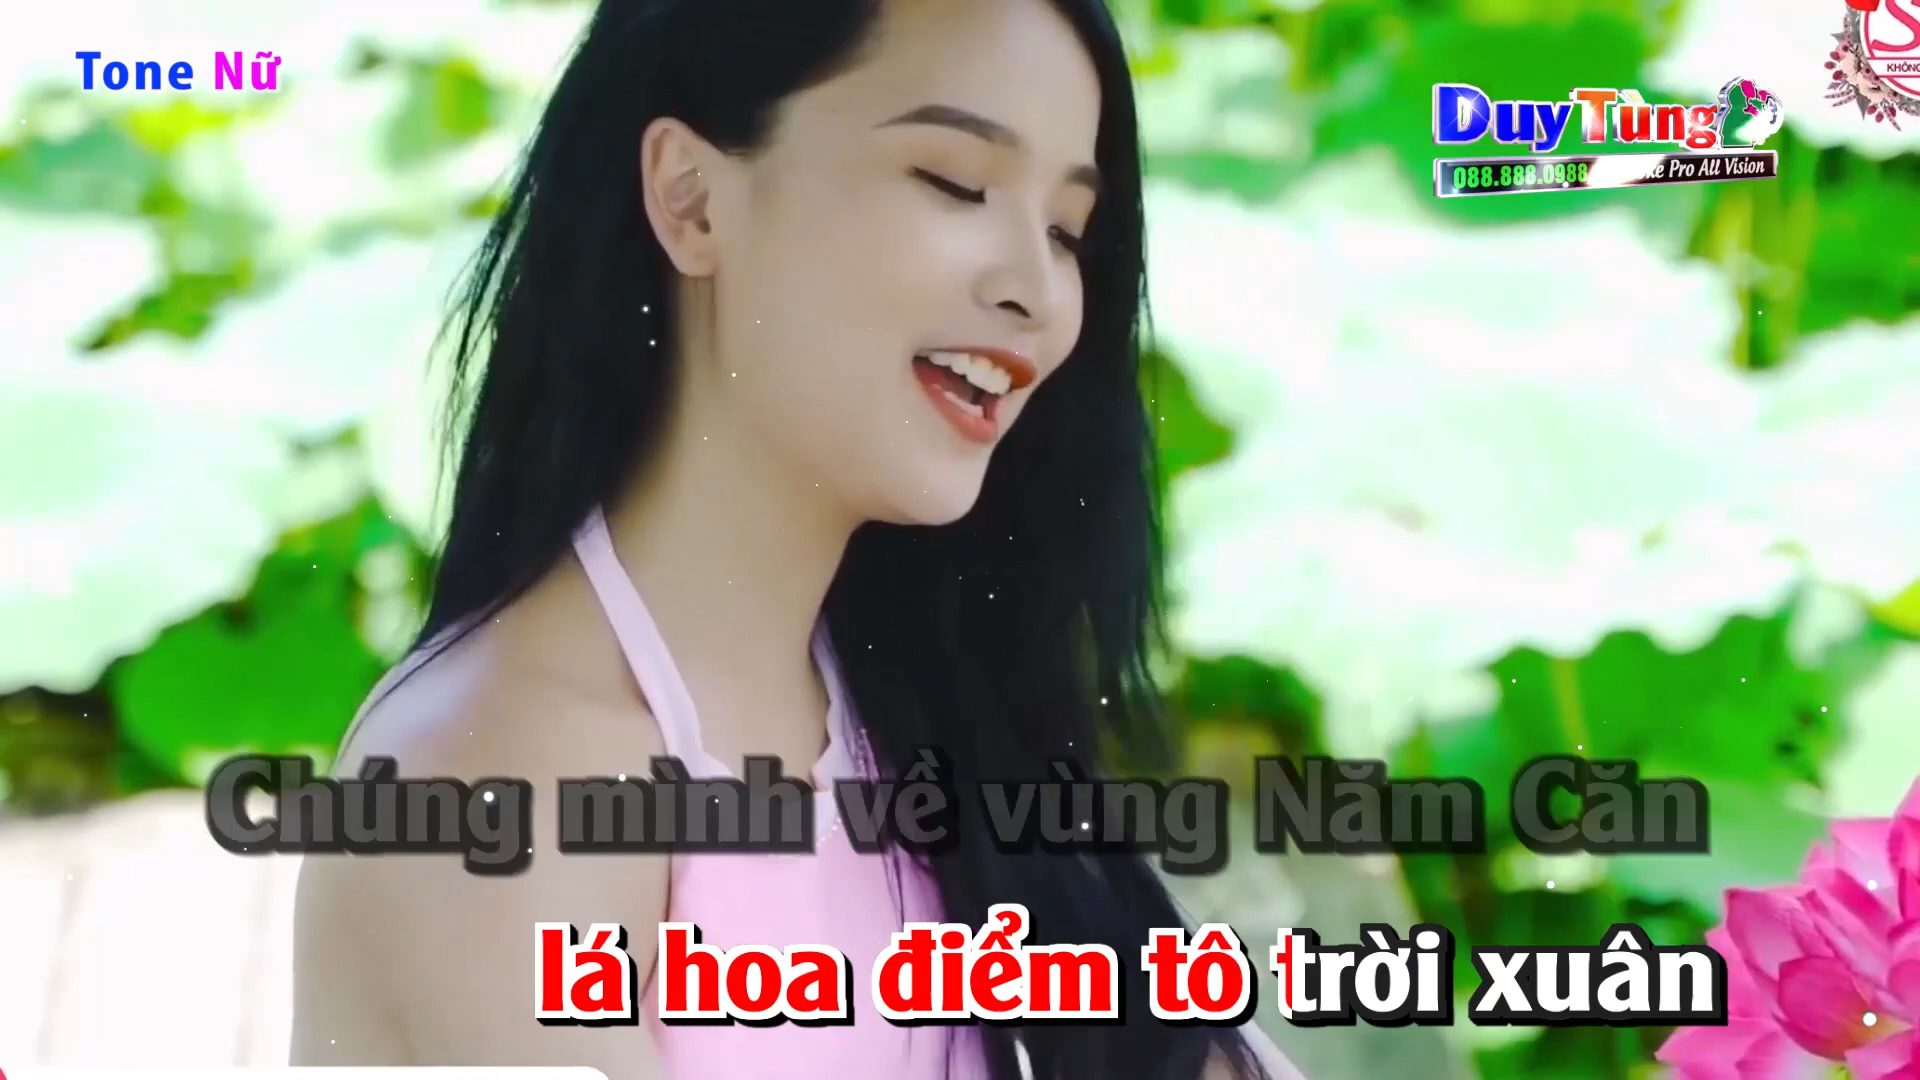 Tone Nữ
Duy Tùng
088.888.0988 Pro All Vision
KHÔNG
Chúng mình về vùng Năm Căn
lá hoa điểm tô trời xuân